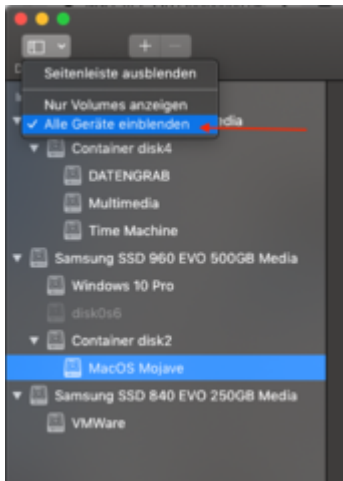 Seitenleiste ausblenden
Nur Volumes anzeigen
✓ Alle Geräte einblenden
Container disk4
DATENGRAB
Multimedia
Time Machine
Samsung SSD 960 EVO 500GB Media
Windows 10 Pro
disk0s6
Container disk2
MacOS Mojave
Samsung SSD 840 EVO 250GB Media
VMWare